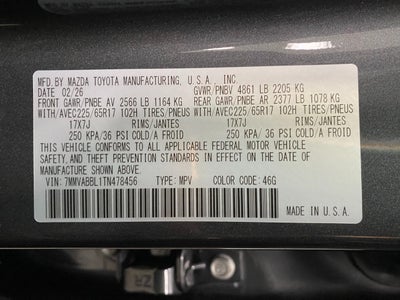 MFD.BY MAZDA TOYOTA MANUFACTURING, U.S.A., INC.
DATE 02/26 GVWR/PNBV 4861 LB 2205 KG
FRONT GAWR/PNBE AV 2566 LB 1164 KG REAR GAWR/PNBE AR 2377 LB 1078 KG
WITH/AVEC225/65R17 102H TIRES/PNEUS WITH/AVEC225/65R17 102H TIRES/PNEUS
17X7J RIMS/JANTES 17X7J RIMS/JANTES
250 KPA/36 PSI COLD/A FROID 250 KPA/36 PSI COLD/A FROID
THIS VEHICLE CONFORMS TO ALL APPLICABLE FEDERAL MOTOR VEHICLE
SAFETY AND THEFT PREVENTION STANDARDS IN EFFECT ON THE DATE OF
MANUFACTURE SHOWN ABOVE.
VIN: 7MMVABBL1TN478456 TYPE: MPV COLOR CODE: 46G
MADE IN U.S.A.
ZR